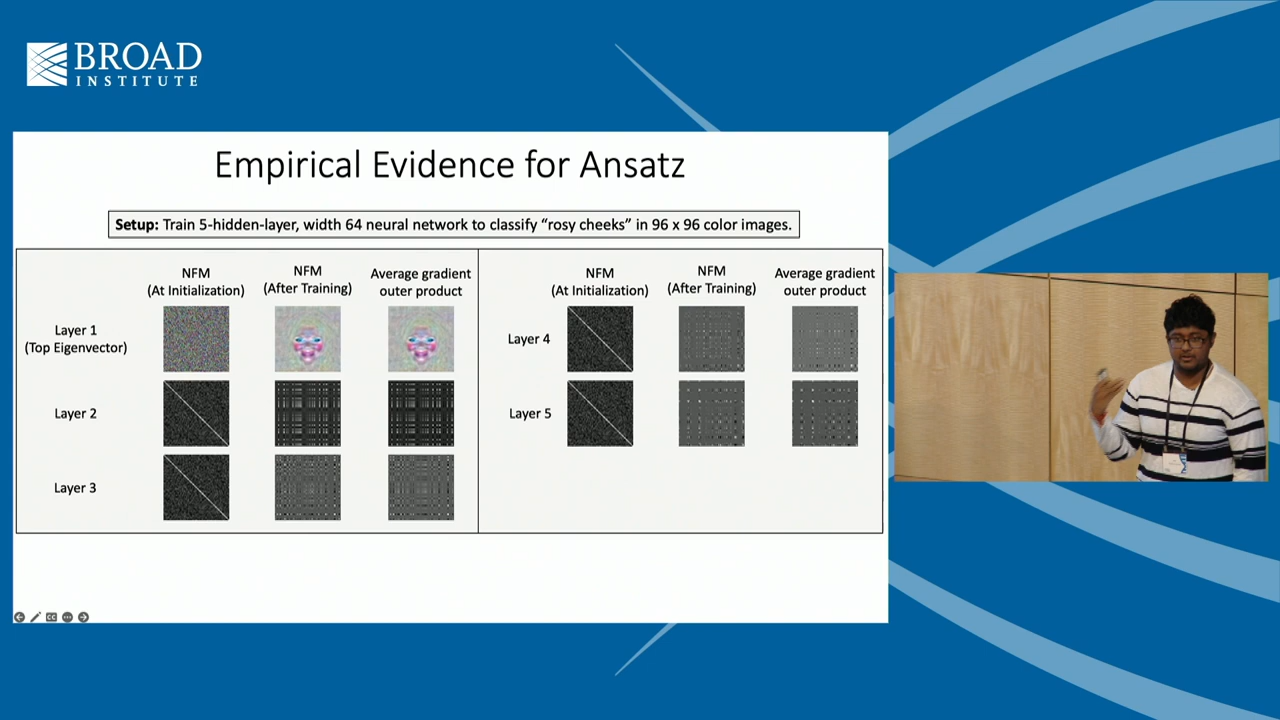 BROAD
INSTITUTE
Empirical Evidence for Ansatz
Setup: Train 5-hidden-layer, width 64 neural network to classify “rosy cheeks” in 96 x 96 color images.
NFM
(At Initialization)
NFM
(After Training)
Average gradient
outer product
Layer 1
(Top Eigenvector)
Layer 2
Layer 3
NFM
(At Initialization)
NFM
(After Training)
Average gradient
outer product
Layer 4
Layer 5